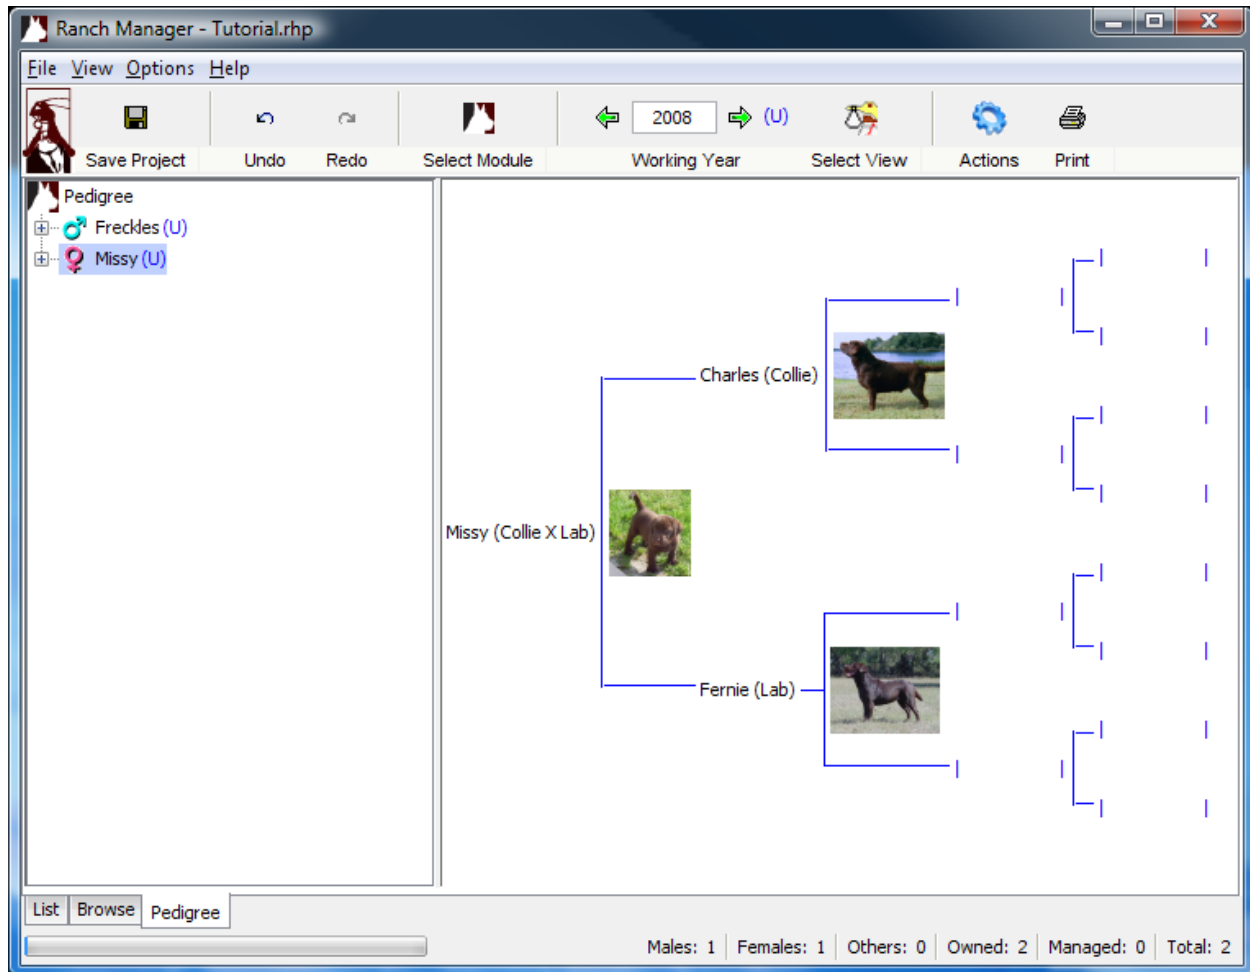 Ranch Manager - Tutorial.rhp
File View Options Help
2008 (U)
Save Project Undo Redo Select Module Working Year Select View Actions Print
Pedigree
Freckles (U)
Missy (U)
Charles (Collie)
Missy (Collie X Lab)
Fernie (Lab)
List Browse Pedigree
Males: 1 Females: 1 Others: 0 Owned: 2 Managed: 0 Total: 2